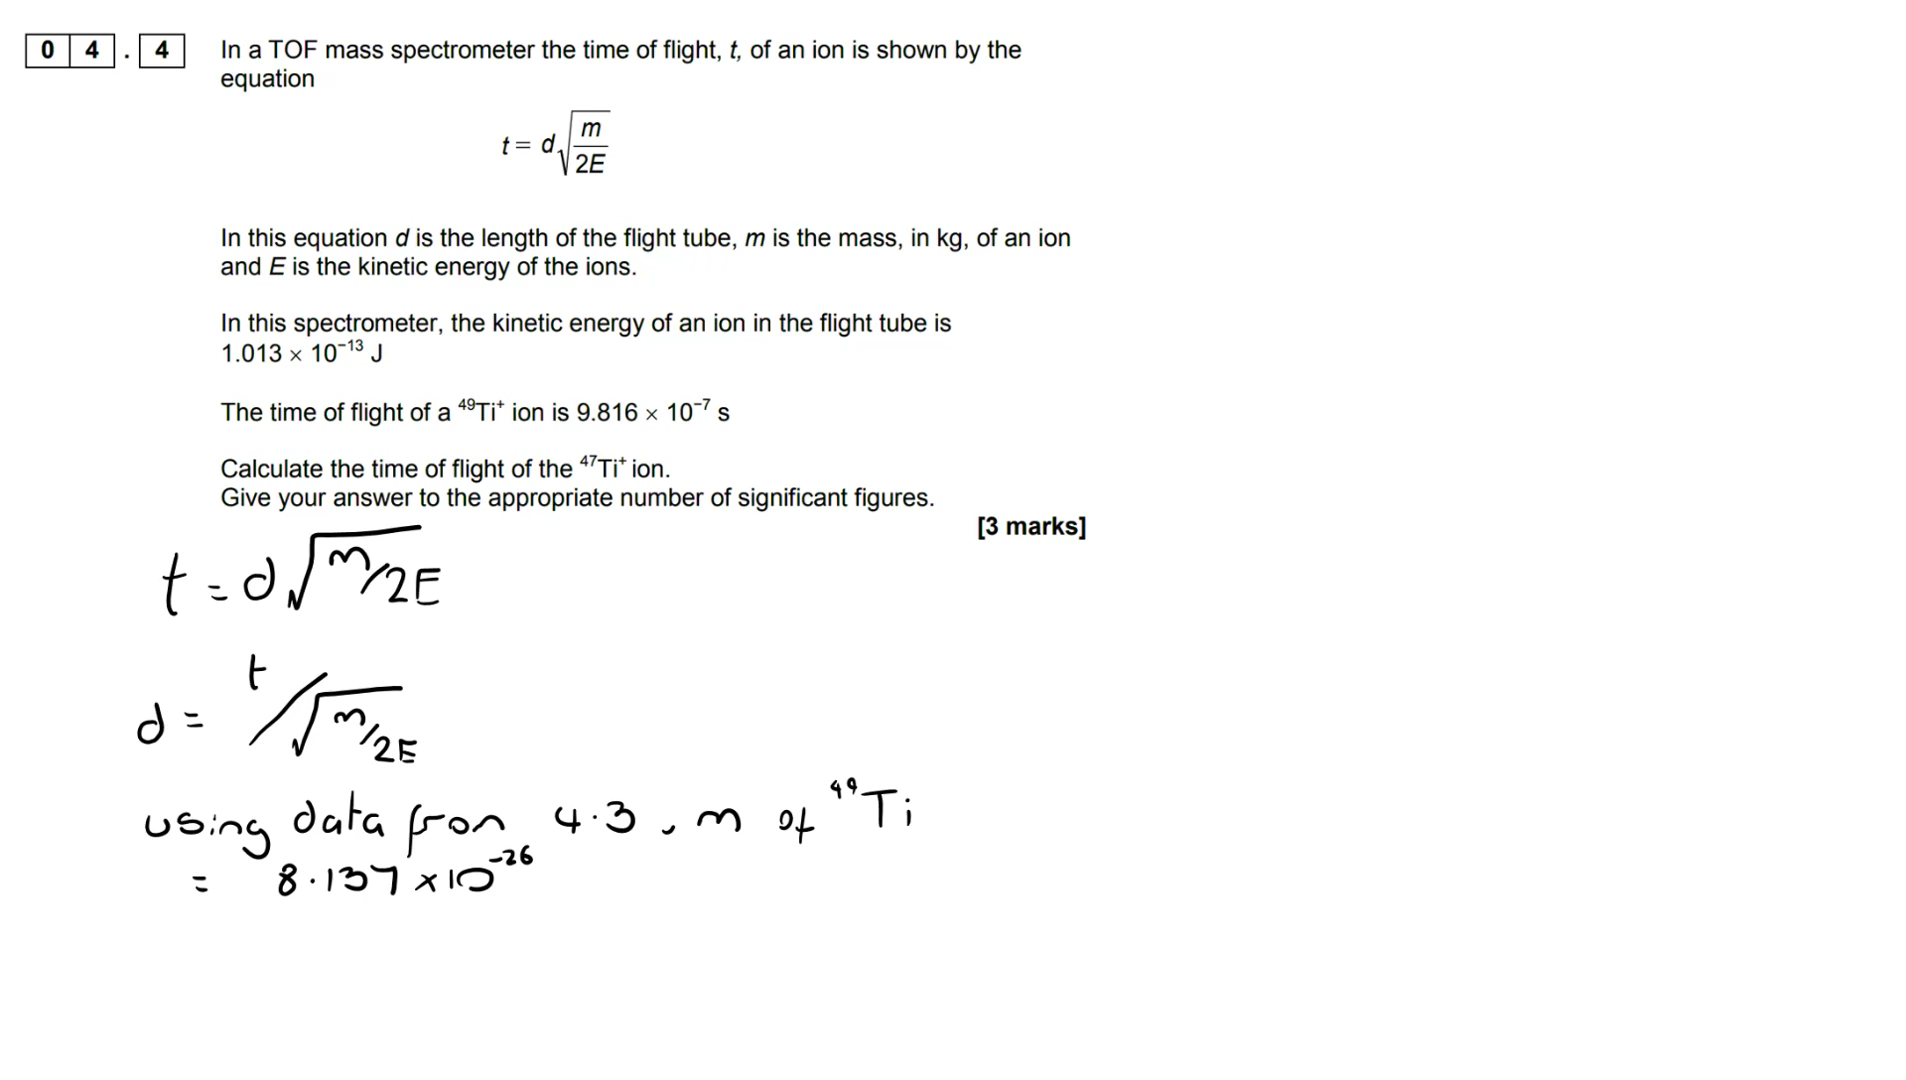 04.4 In a TOF mass spectrometer the time of flight, t, of an ion is shown by the
equation
t = d√(m/2E)
In this equation d is the length of the flight tube, m is the mass, in kg, of an ion
and E is the kinetic energy of the ions.
In this spectrometer, the kinetic energy of an ion in the flight tube is
1.013 × 10⁻¹³ J
The time of flight of a ⁴⁹Ti⁺ ion is 9.816 × 10⁻⁷ s
Calculate the time of flight of the ⁴⁷Ti⁺ ion.
Give your answer to the appropriate number of significant figures.
[3 marks]
t = d√(m/2E)
d = t/√(m/2E)
using data from 4.3, m of ⁴⁹Ti
= 8.137 × 10⁻²⁶